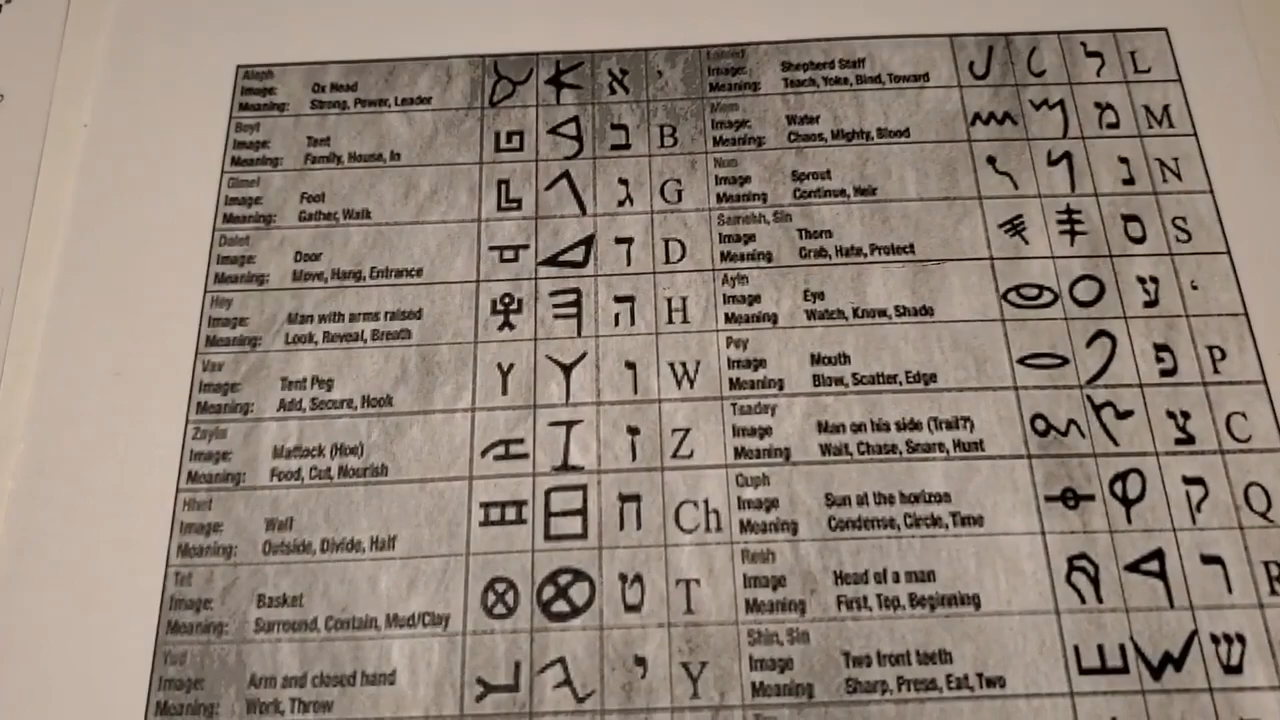 Aleph
Image: Ox Head א ʼ
Meaning: Strong, Power, Leader
Beyt
Image: Tent ב B
Meaning: Family, House, In
Gimel
Image: Foot ג G
Meaning: Gather, Walk
Dalet
Image: Door ד D
Meaning: Move, Hang, Entrance
Hey
Image: Man with arms raised ה H
Meaning: Look, Reveal, Breath
Vav
Image: Tent Peg ו W
Meaning: Add, Secure, Hook
Zayin
Image: Mattock (Hoe) ז Z
Meaning: Food, Cut, Nourish
Hhet
Image: Wall ח Ch
Meaning: Outside, Divide, Half
Tet
Image: Basket ט T
Meaning: Surround, Contain, Mud/Clay
Yud
Image: Arm and closed hand י Y
Meaning: Work, Throw
Lamed
Image: Shepherd Staff ל L
Meaning: Teach, Yoke, Bind, Toward
Mem
Image: Water מ M
Meaning: Chaos, Mighty, Blood
Nun
Image Sprout נ N
Meaning Continue, Heir
Samehh, Sin
Image Thorn ס S
Meaning Grab, Hate, Protect
Ayin
Image Eye ע ʻ
Meaning Watch, Know, Shade
Pey
Image Mouth פ P
Meaning Blow, Scatter, Edge
Tsadey
Image Man on his side (Trail?) צ C
Meaning Wait, Chase, Snare, Hunt
Quph
Image Sun at the horizon ק Q
Meaning Condense, Circle, Time
Resh
Image Head of a man ר
Meaning First, Top, Beginning
Shin, Sin
Image Two front teeth ש
Meaning Sharp, Press, Eat, Two